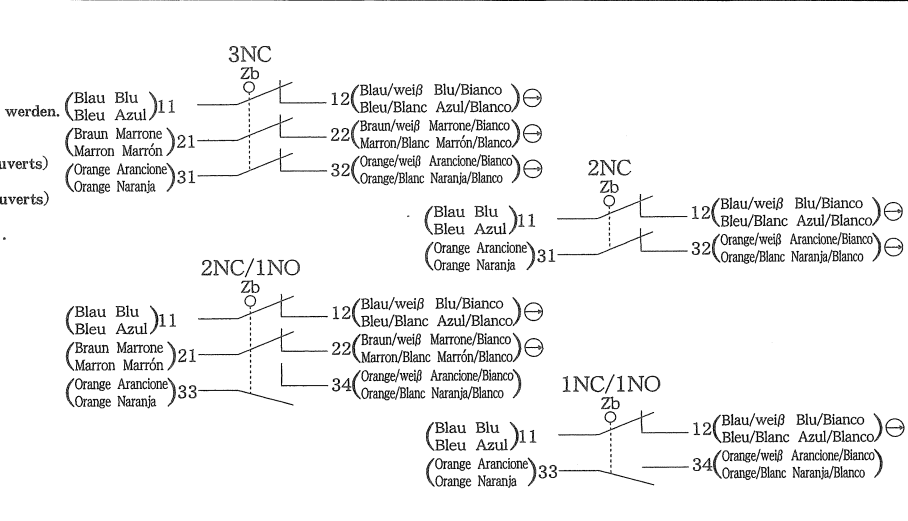 3NC
Zb
(Blau Blu
Bleu Azul) 11
12 (Blau/weiß Blu/Bianco
Bleu/Blanc Azul/Blanco)
werden.
(Braun Marrone
Marron Marrón) 21
22 (Braun/weiß Marrone/Bianco
Marron/Blanc Marrón/Blanco)
uverts)
(Orange Arancione
Orange Naranja) 31
32 (Orange/weiß Arancione/Bianco
Orange/Blanc Naranja/Blanco)
uverts)
.
2NC
Zb
(Blau Blu
Bleu Azul) 11
12 (Blau/weiß Blu/Bianco
Bleu/Blanc Azul/Blanco)
(Orange Arancione
Orange Naranja) 31
32 (Orange/weiß Arancione/Bianco
Orange/Blanc Naranja/Blanco)
2NC/1NO
Zb
(Blau Blu
Bleu Azul) 11
12 (Blau/weiß Blu/Bianco
Bleu/Blanc Azul/Blanco)
(Braun Marrone
Marron Marrón) 21
22 (Braun/weiß Marrone/Bianco
Marron/Blanc Marrón/Blanco)
(Orange Arancione
Orange Naranja) 33
34 (Orange/weiß Arancione/Bianco
Orange/Blanc Naranja/Blanco)
1NC/1NO
Zb
(Blau Blu
Bleu Azul) 11
12 (Blau/weiß Blu/Bianco
Bleu/Blanc Azul/Blanco)
(Orange Arancione
Orange Naranja) 33
34 (Orange/weiß Arancione/Bianco
Orange/Blanc Naranja/Blanco)